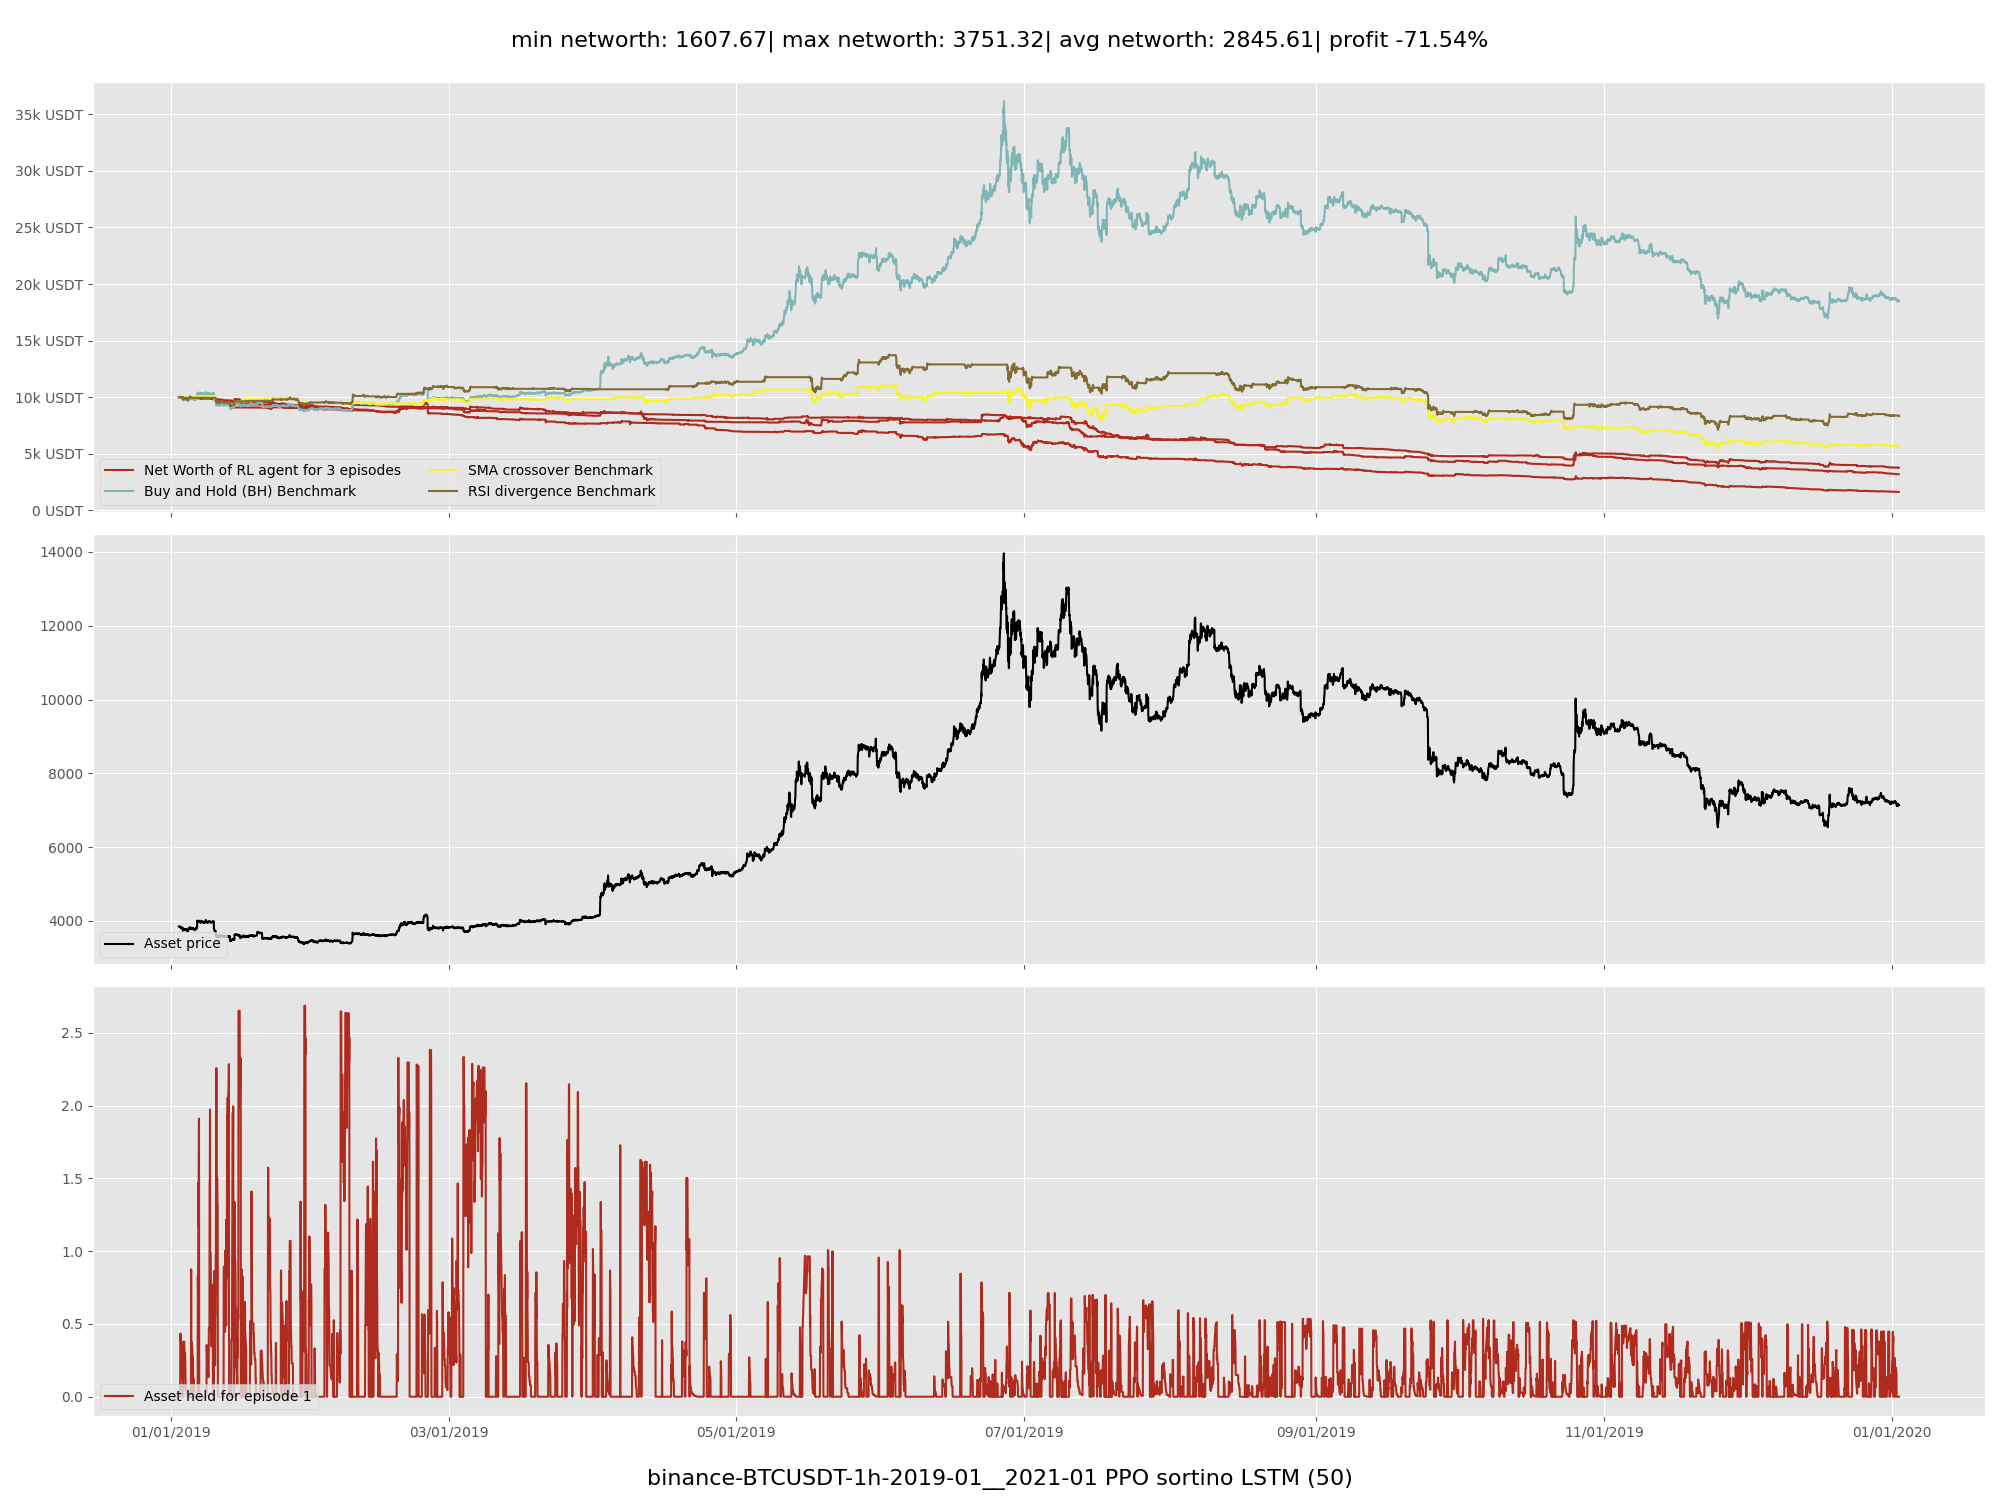 min networth: 1607.67| max networth: 3751.32| avg networth: 2845.61| profit -71.54%
35k USDT
30k USDT
25k USDT
20k USDT
15k USDT
10k USDT
5k USDT
0 USDT
Net Worth of RL agent for 3 episodes
Buy and Hold (BH) Benchmark
SMA crossover Benchmark
RSI divergence Benchmark
14000
12000
10000
8000
6000
4000
Asset price
2.5
2.0
1.5
1.0
0.5
0.0
Asset held for episode 1
01/01/2019 03/01/2019 05/01/2019 07/01/2019 09/01/2019 11/01/2019 01/01/2020
binance-BTCUSDT-1h-2019-01__2021-01 PPO sortino LSTM (50)